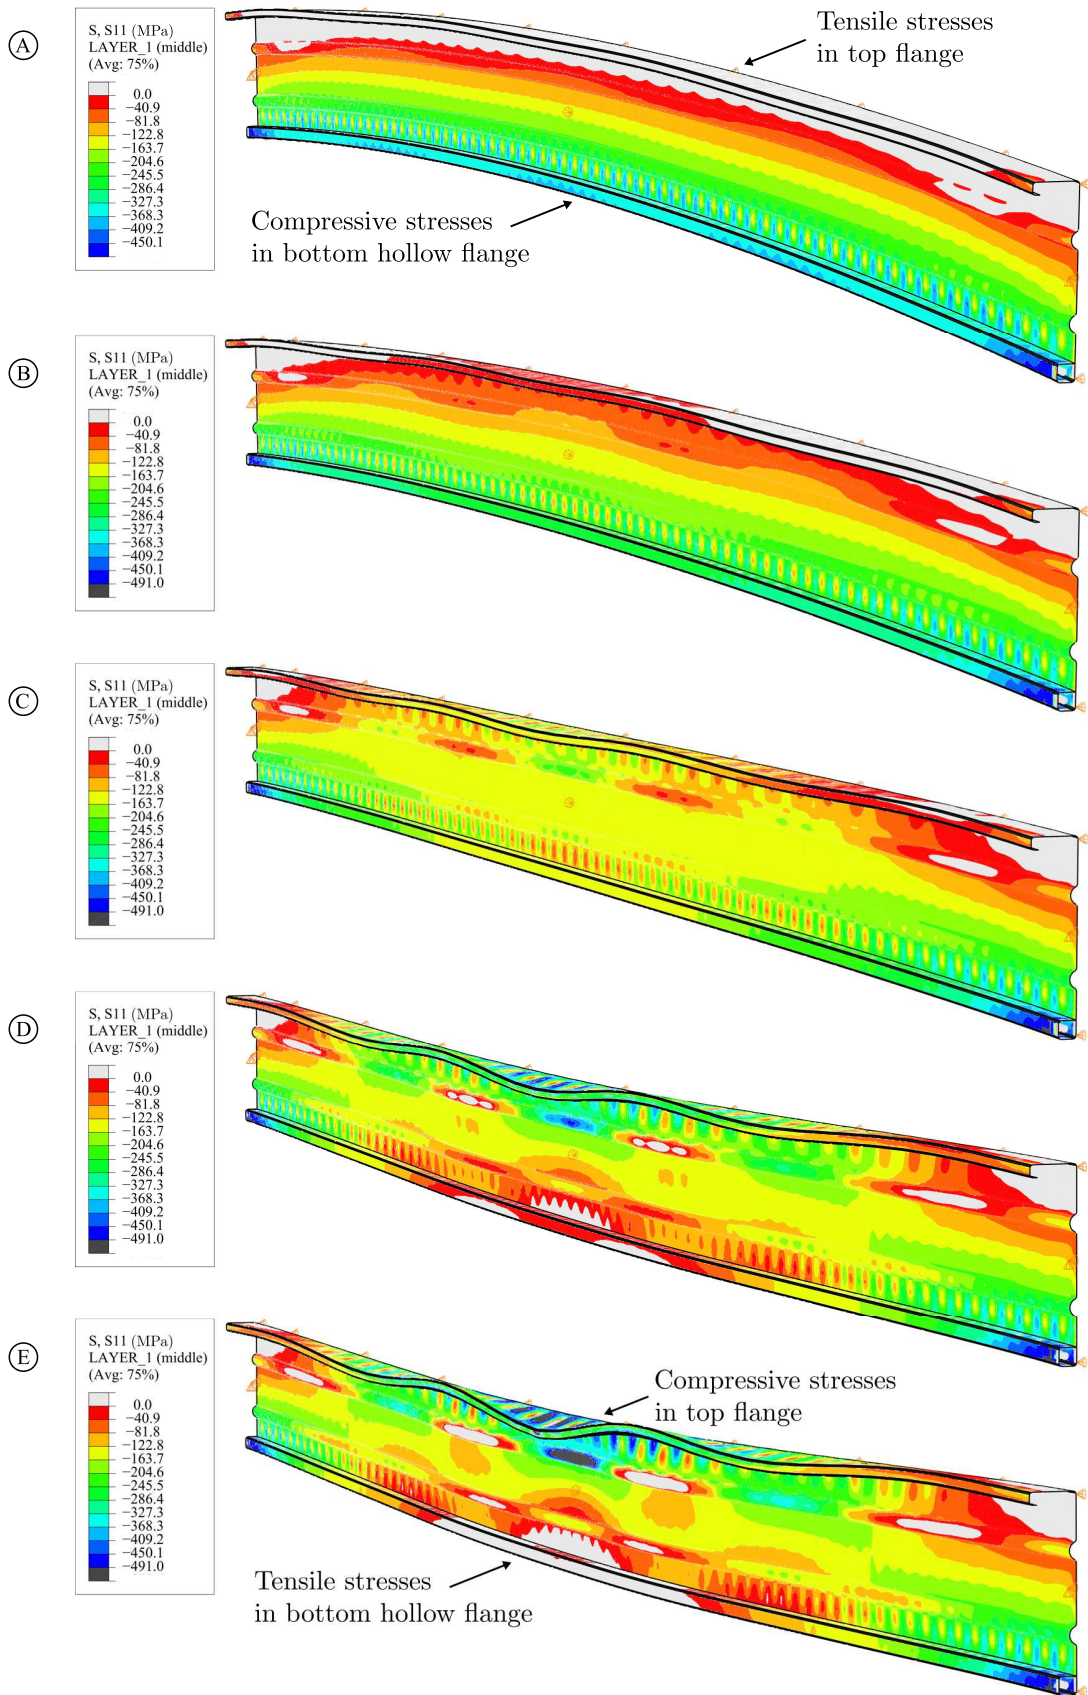 A
S, S11 (MPa)
LAYER_1 (middle)
(Avg: 75%)
0.0
−40.9
−81.8
−122.8
−163.7
−204.6
−245.5
−286.4
−327.3
−368.3
−409.2
−450.1
Tensile stresses
in top flange
Compressive stresses
in bottom hollow flange
B
S, S11 (MPa)
LAYER_1 (middle)
(Avg: 75%)
0.0
−40.9
−81.8
−122.8
−163.7
−204.6
−245.5
−286.4
−327.3
−368.3
−409.2
−450.1
−491.0
C
S, S11 (MPa)
LAYER_1 (middle)
(Avg: 75%)
0.0
−40.9
−81.8
−122.8
−163.7
−204.6
−245.5
−286.4
−327.3
−368.3
−409.2
−450.1
−491.0
D
S, S11 (MPa)
LAYER_1 (middle)
(Avg: 75%)
0.0
−40.9
−81.8
−122.8
−163.7
−204.6
−245.5
−286.4
−327.3
−368.3
−409.2
−450.1
−491.0
E
S, S11 (MPa)
LAYER_1 (middle)
(Avg: 75%)
0.0
−40.9
−81.8
−122.8
−163.7
−204.6
−245.5
−286.4
−327.3
−368.3
−409.2
−450.1
−491.0
Compressive stresses
in top flange
Tensile stresses
in bottom hollow flange